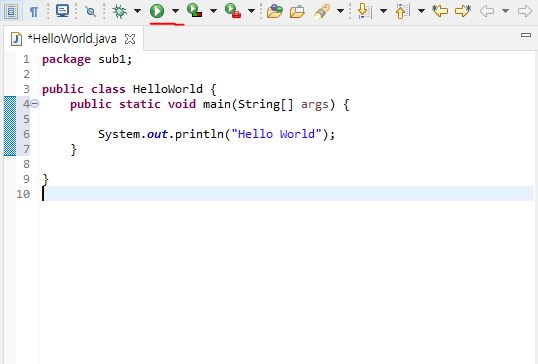 *HelloWorld.java
1 package sub1;
2
3 public class HelloWorld {
4 public static void main(String[] args) {
5
6 System.out.println("Hello World");
7 }
8
9 }
10